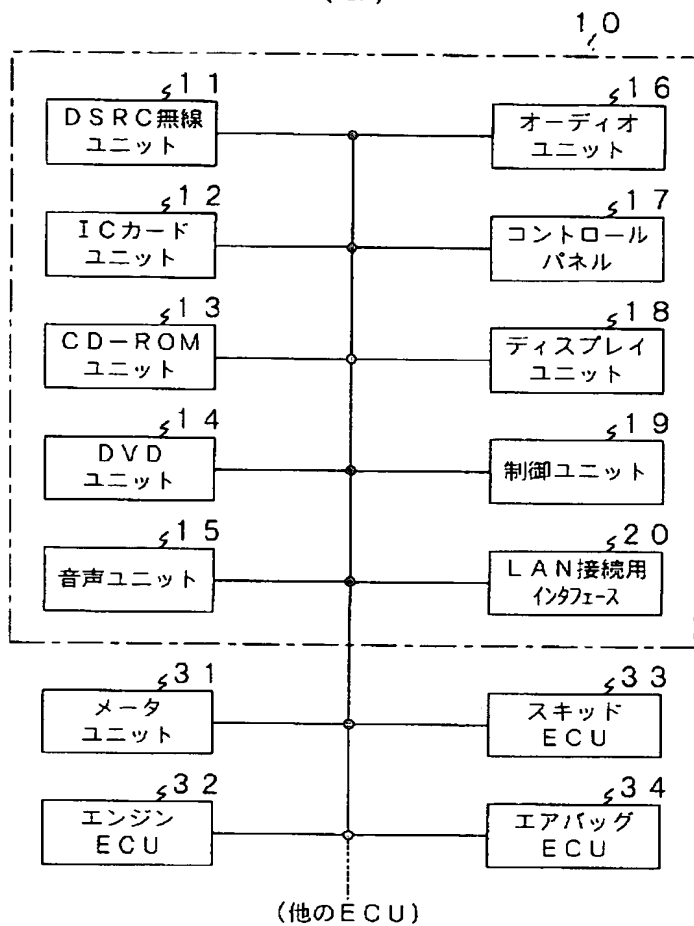 １０
１１
ＤＳＲＣ無線
ユニット
１６
オーディオ
ユニット
１２
ＩＣカード
ユニット
１７
コントロール
パネル
１３
ＣＤ－ＲＯＭ
ユニット
１８
ディスプレイ
ユニット
１４
ＤＶＤ
ユニット
１９
制御ユニット
１５
音声ユニット
２０
ＬＡＮ接続用
インタフェース
３１
メータ
ユニット
３３
スキッド
ＥＣＵ
３２
エンジン
ＥＣＵ
３４
エアバッグ
ＥＣＵ
(他のＥＣＵ)